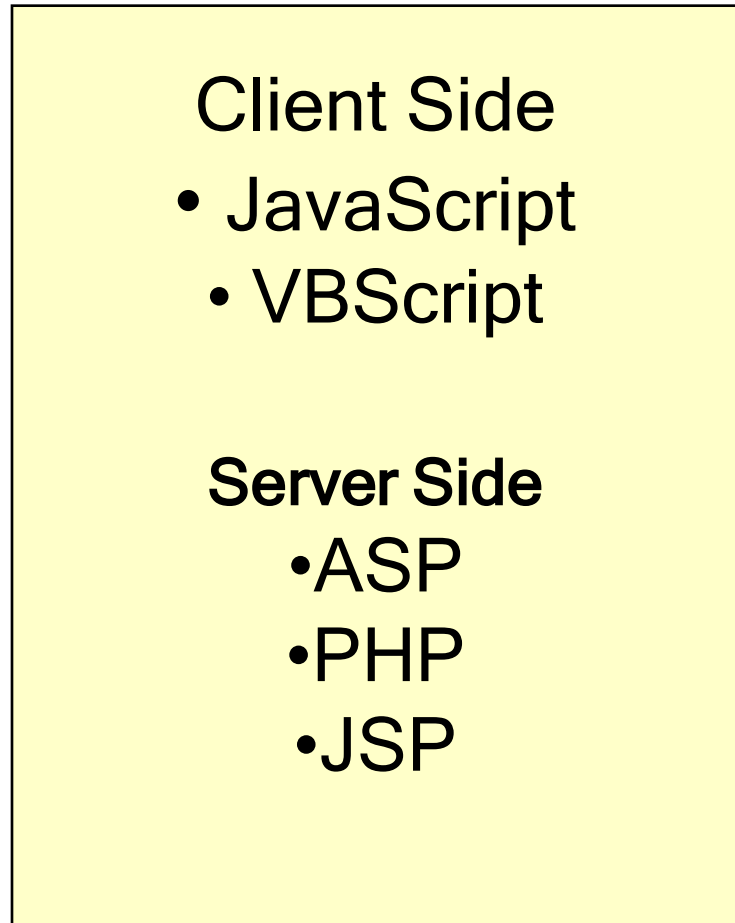 Client Side
• JavaScript
• VBScript
Server Side
•ASP
•PHP
•JSP